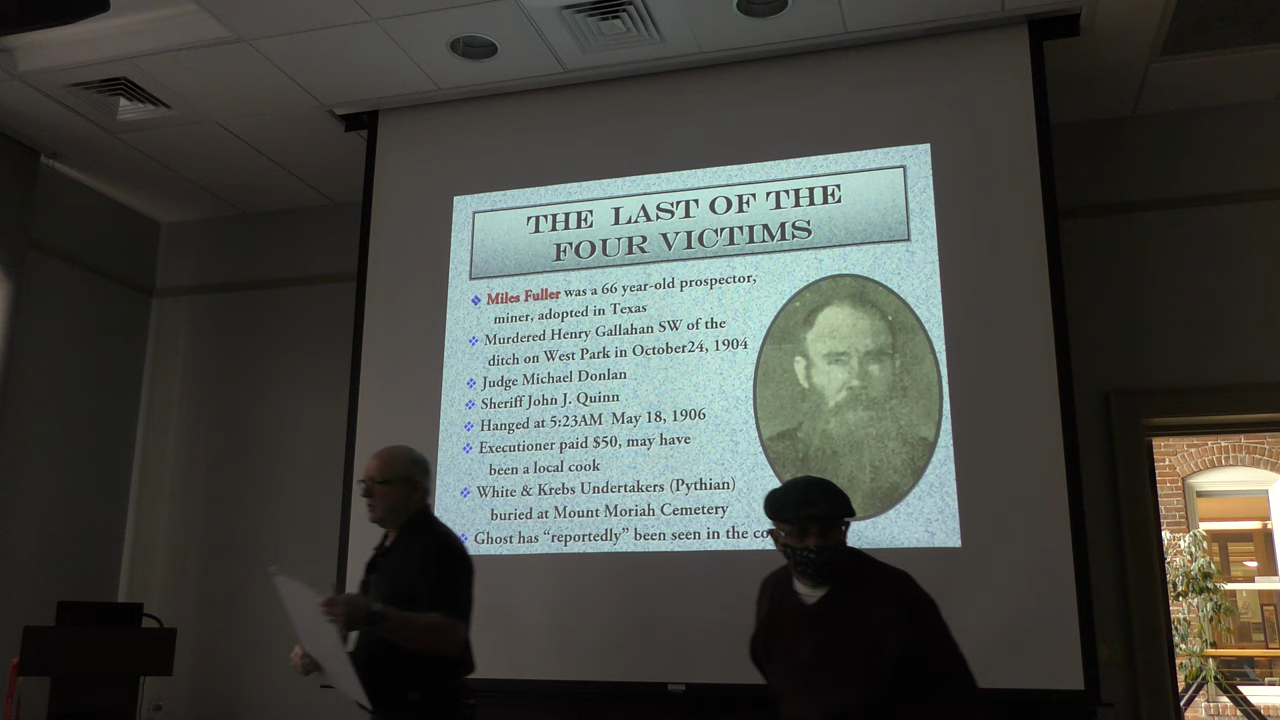 THE LAST OF THE
FOUR VICTIMS
Miles Fuller was a 66 year-old prospector,
miner, adopted in Texas
Murdered Henry Gallahan SW of the
ditch on West Park in October24, 1904
Judge Michael Donlan
Sheriff John J. Quinn
Hanged at 5:23AM May 18, 1906
Executioner paid $50, may have
been a local cook
White & Krebs Undertakers (Pythian)
buried at Mount Moriah Cemetery
Ghost has "reportedly" been seen in the